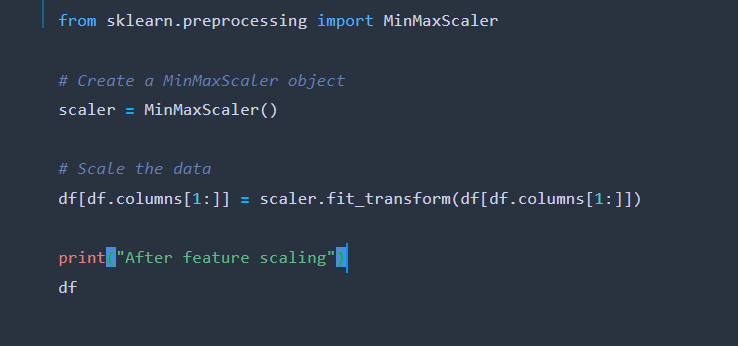 from sklearn.preprocessing import MinMaxScaler
# Create a MinMaxScaler object
scaler = MinMaxScaler()
# Scale the data
df[df.columns[1:]] = scaler.fit_transform(df[df.columns[1:]])
print("After feature scaling")
df